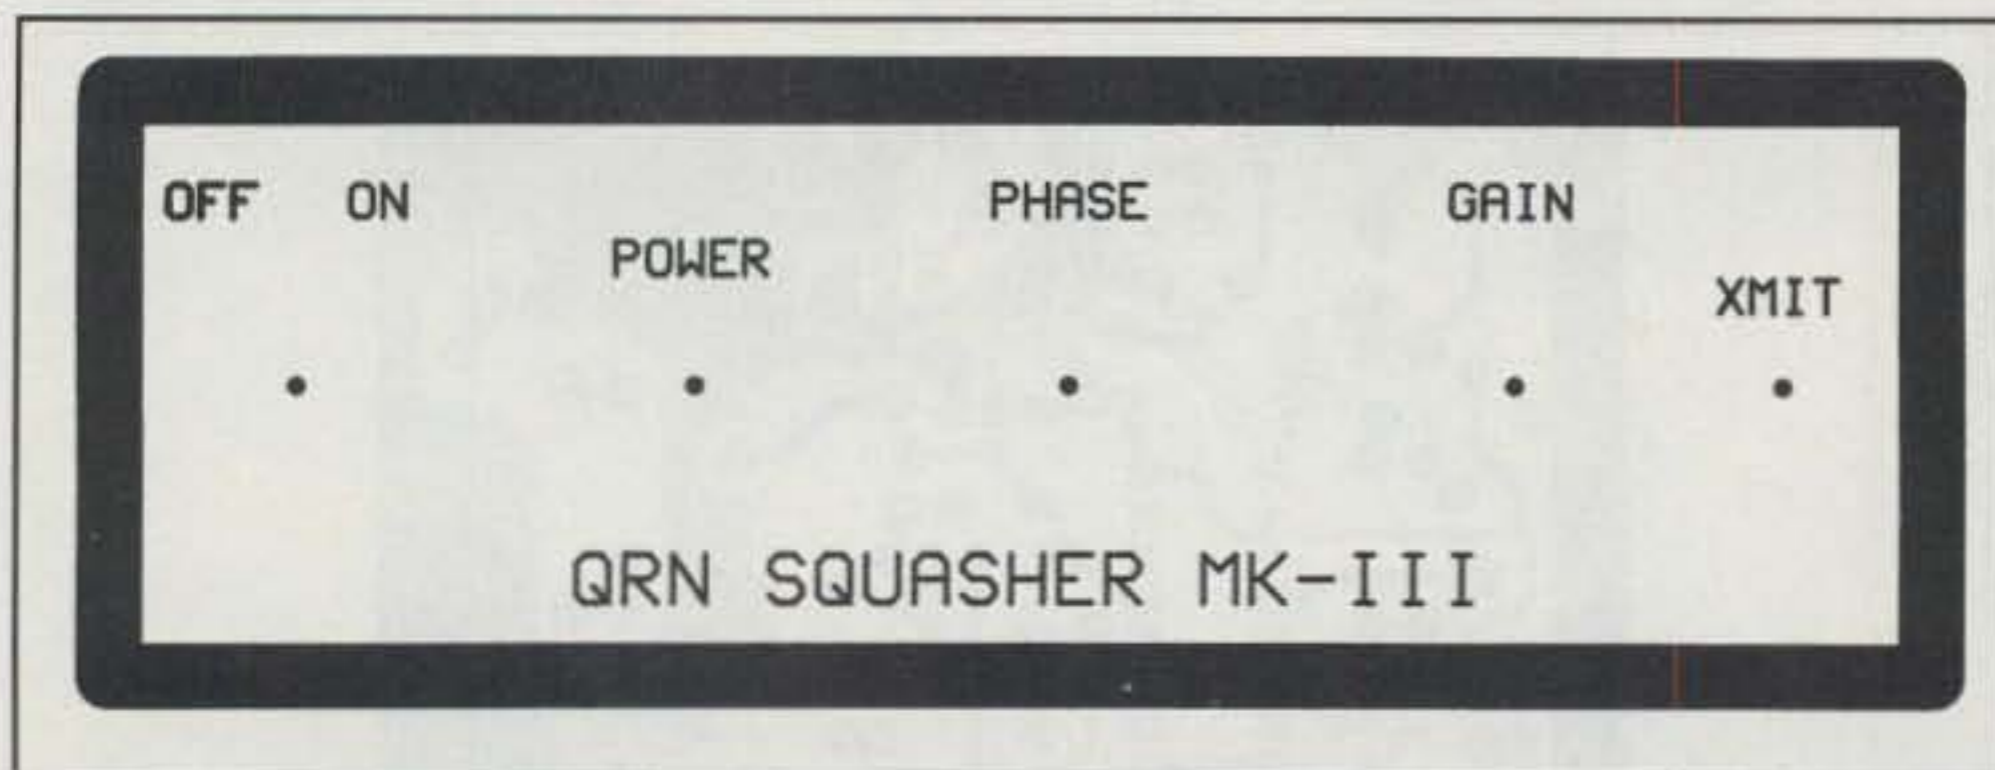 OFF ON PHASE GAIN
POWER
XMIT
QRN SQUASHER MK-III